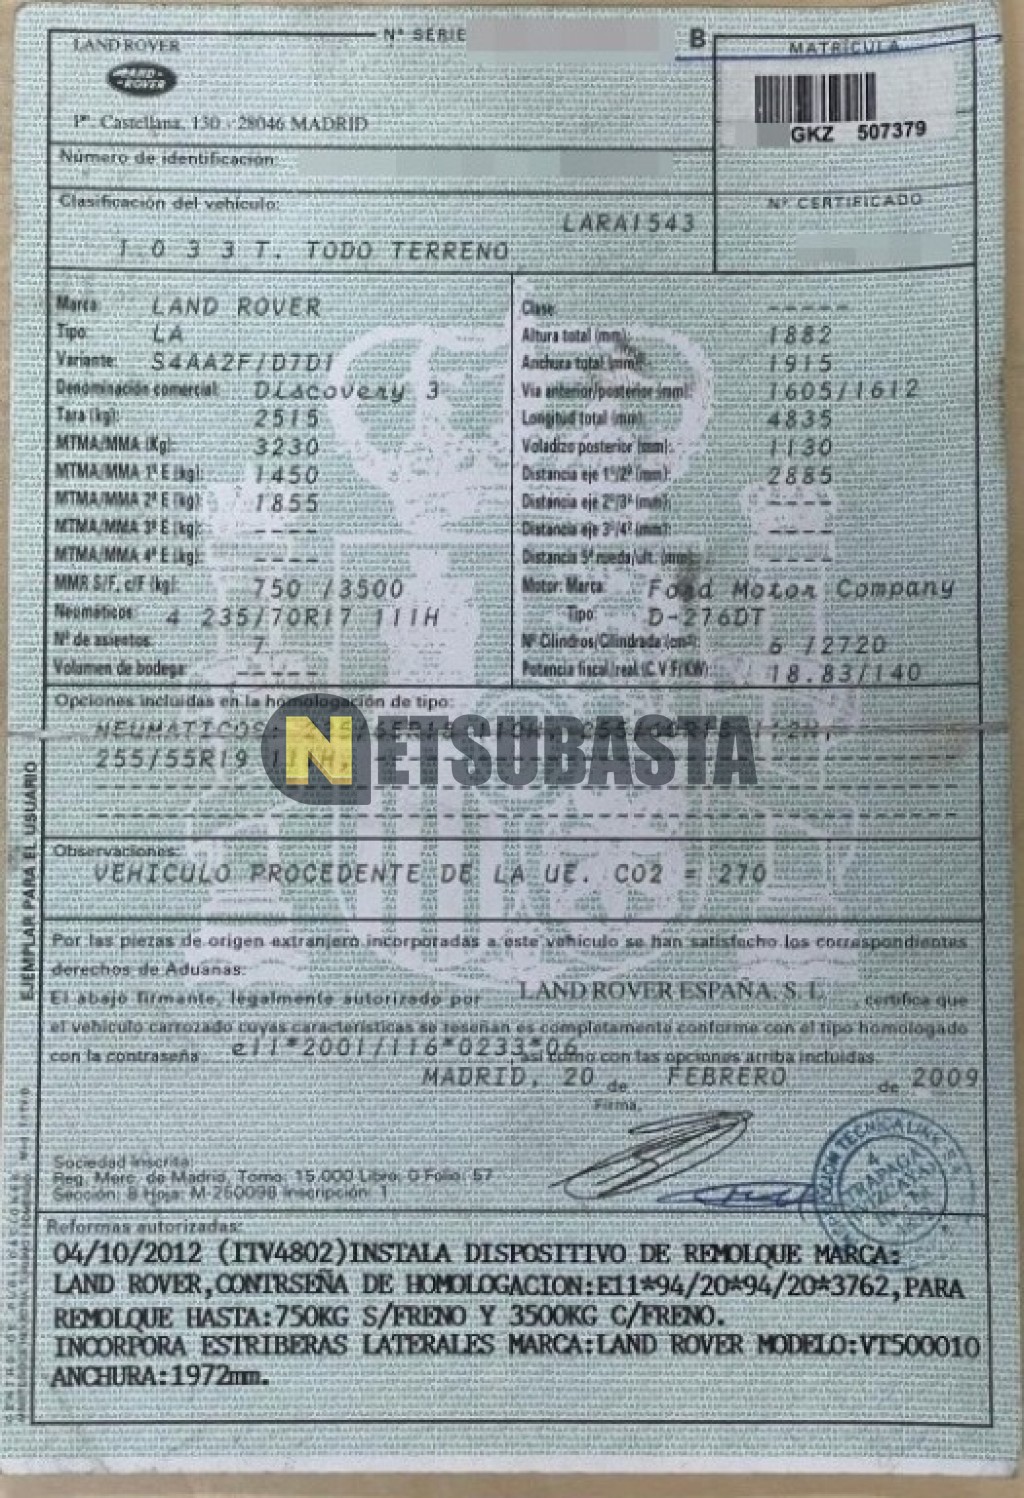 LAND ROVER
Nº SERIE
B
MATRÍCULA
LAND-
-ROVER
Pº. Castellana, 130 - 28046 MADRID
GKZ 507379
Número de identificación:
Clasificación del vehículo:
LARA1543
Nº CERTIFICADO
1 0 3 3 T. TODO TERRENO
Marca: LAND ROVER
Tipo: LA
Variante: S4AA2F/D7D1
Denominación comercial: Discovery 3
Tara (kg): 2515
MTMA/MMA (Kg): 3230
MTMA/MMA 1º E (kg): 1450
MTMA/MMA 2º E (kg): 1855
MTMA/MMA 3º E (kg): ----
MTMA/MMA 4º E (kg): ----
MMR S/F, c/F (kg): 750 /3500
Neumáticos: 4 235/70R17 111H
Nº de asientos: 7
Volumen de bodega: -----
Clase: -----
Altura total (mm): 1882
Anchura total (mm): 1915
Vía anterior/posterior (mm): 1605/1612
Longitud total (mm): 4835
Voladizo posterior (mm): 1130
Distancia eje 1º/2º (mm): 2885
Distancia eje 2º/3º (mm): ----
Distancia eje 3º/4º (mm): ----
Distancia 5ª rueda/últ. (mm): ----
Motor: Marca: Ford Motor Company
Tipo: D-276DT
Nº Cilindros/Cilindrada (cm³): 6 /2720
Potencia fiscal/real (C.V.F/KW): 18.83/140
Opciones incluidas en la homologación de tipo:
NEUMATICOS:
255/55R19
NETSUBASTA
Observaciones:
VEHICULO PROCEDENTE DE LA UE. CO2 = 270
Por las piezas de origen extranjero incorporadas a este vehículo se han satisfecho los correspondientes
derechos de Aduanas:
El abajo firmante, legalmente autorizado por LAND ROVER ESPAÑA, S. L. , certifica que
el vehículo carrozado cuyas características se reseñan es completamente conforme con el tipo homologado
con la contraseña e11*2001/116*0233*06, así como con las opciones arriba incluidas.
MADRID, 20 de FEBRERO de 2009
Firma,
Sociedad inscrita:
Reg. Merc. de Madrid, Tomo: 15.000 Libro: 0 Folio: 57
Sección: 8 Hoja: M-250098 Inscripción: 1
EJEMPLAR PARA EL USUARIO
Reformas autorizadas:
04/10/2012 (ITV4802)INSTALA DISPOSITIVO DE REMOLQUE MARCA:
LAND ROVER,CONTRSEÑA DE HOMOLOGACION:E11*94/20*94/20*3762,PARA
REMOLQUE HASTA:750KG S/FRENO Y 3500KG C/FRENO.
INCORPORA ESTRIBERAS LATERALES MARCA:LAND ROVER MODELO:VT500010
ANCHURA:1972mm.